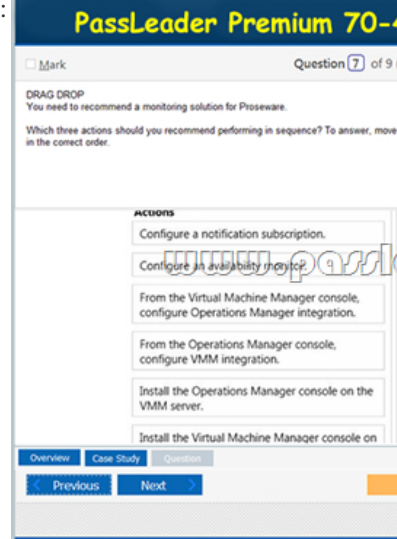 :
PassLeader Premium 70-4
Mark
Question 7 of 9
DRAG DROP
You need to recommend a monitoring solution for Proseware.
Which three actions should you recommend performing in sequence? To answer, move
in the correct order.
Actions
Configure a notification subscription.
Configure an availability monitor.
www.passl
From the Virtual Machine Manager console,
configure Operations Manager integration.
From the Operations Manager console,
configure VMM integration.
Install the Operations Manager console on the
VMM server.
Install the Virtual Machine Manager console on
Overview Case Study Question
Previous Next